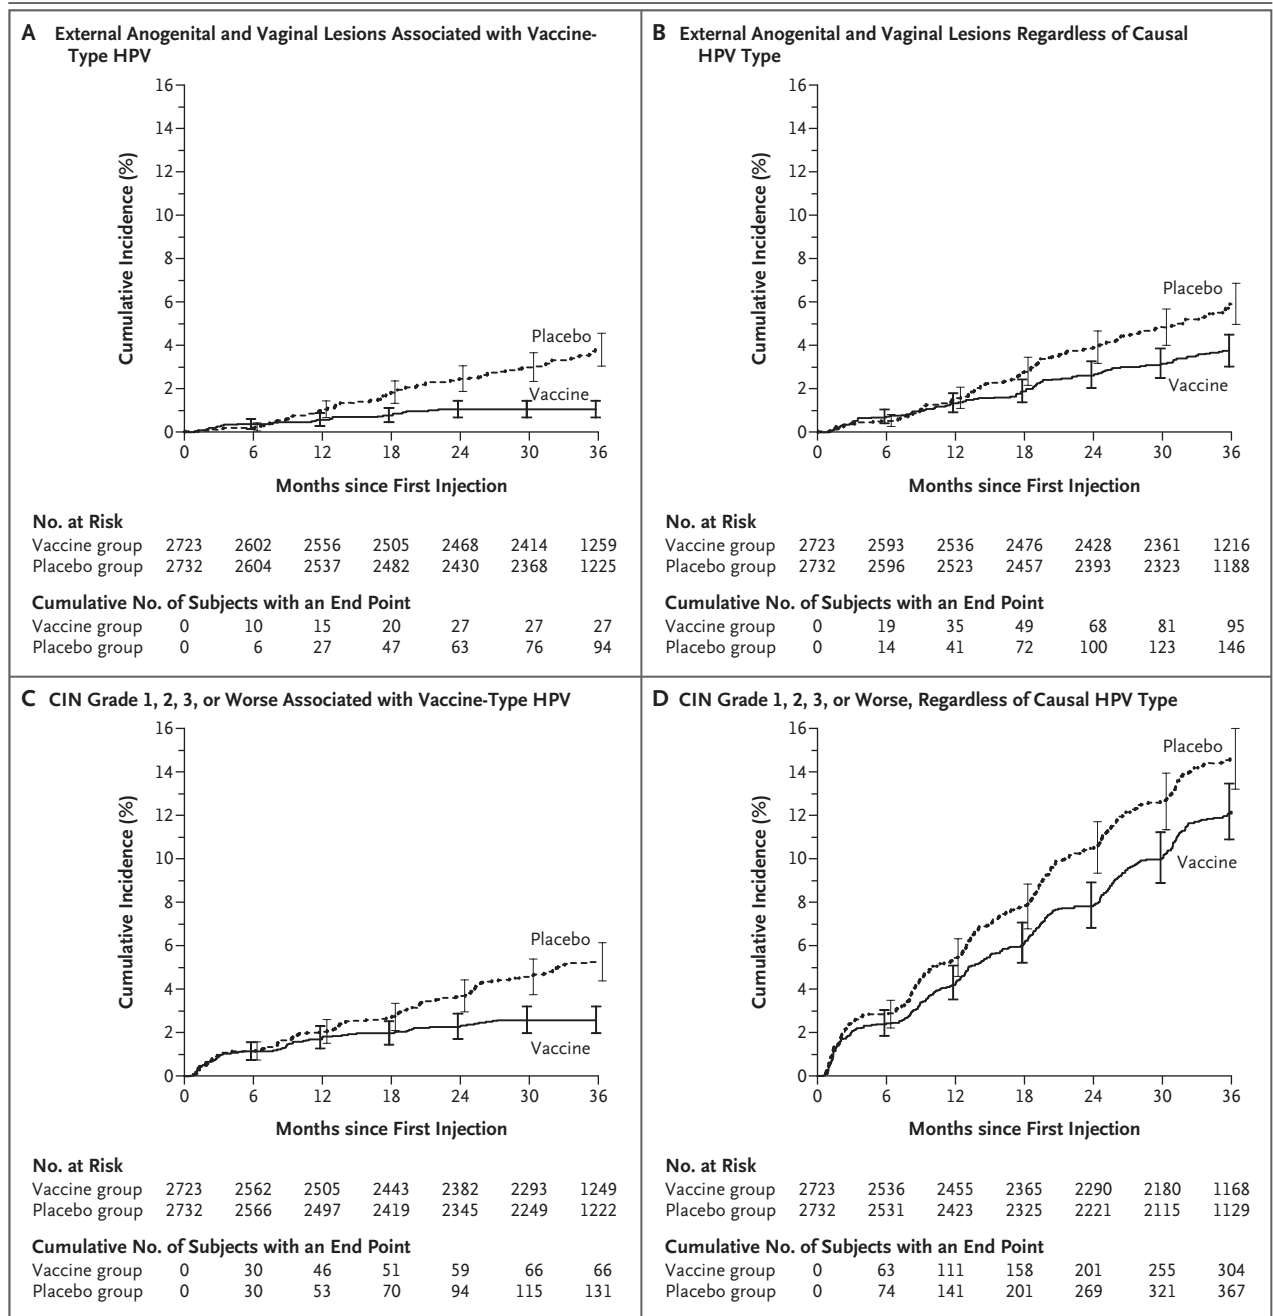 A External Anogenital and Vaginal Lesions Associated with Vaccine-
Type HPV
16
14
12
10
8
6
4
2
0
Cumulative Incidence (%)
Placebo
Vaccine
0 6 12 18 24 30 36
Months since First Injection
No. at Risk
Vaccine group 2723 2602 2556 2505 2468 2414 1259
Placebo group 2732 2604 2537 2482 2430 2368 1225
Cumulative No. of Subjects with an End Point
Vaccine group 0 10 15 20 27 27 27
Placebo group 0 6 27 47 63 76 94
B External Anogenital and Vaginal Lesions Regardless of Causal
HPV Type
16
14
12
10
8
6
4
2
0
Cumulative Incidence (%)
Placebo
Vaccine
0 6 12 18 24 30 36
Months since First Injection
No. at Risk
Vaccine group 2723 2593 2536 2476 2428 2361 1216
Placebo group 2732 2596 2523 2457 2393 2323 1188
Cumulative No. of Subjects with an End Point
Vaccine group 0 19 35 49 68 81 95
Placebo group 0 14 41 72 100 123 146
C CIN Grade 1, 2, 3, or Worse Associated with Vaccine-Type HPV
16
14
12
10
8
6
4
2
0
Cumulative Incidence (%)
Placebo
Vaccine
0 6 12 18 24 30 36
Months since First Injection
No. at Risk
Vaccine group 2723 2562 2505 2443 2382 2293 1249
Placebo group 2732 2566 2497 2419 2345 2249 1222
Cumulative No. of Subjects with an End Point
Vaccine group 0 30 46 51 59 66 66
Placebo group 0 30 53 70 94 115 131
D CIN Grade 1, 2, 3, or Worse, Regardless of Causal HPV Type
16
14
12
10
8
6
4
2
0
Cumulative Incidence (%)
Placebo
Vaccine
0 6 12 18 24 30 36
Months since First Injection
No. at Risk
Vaccine group 2723 2536 2455 2365 2290 2180 1168
Placebo group 2732 2531 2423 2325 2221 2115 1129
Cumulative No. of Subjects with an End Point
Vaccine group 0 63 111 158 201 255 304
Placebo group 0 74 141 201 269 321 367